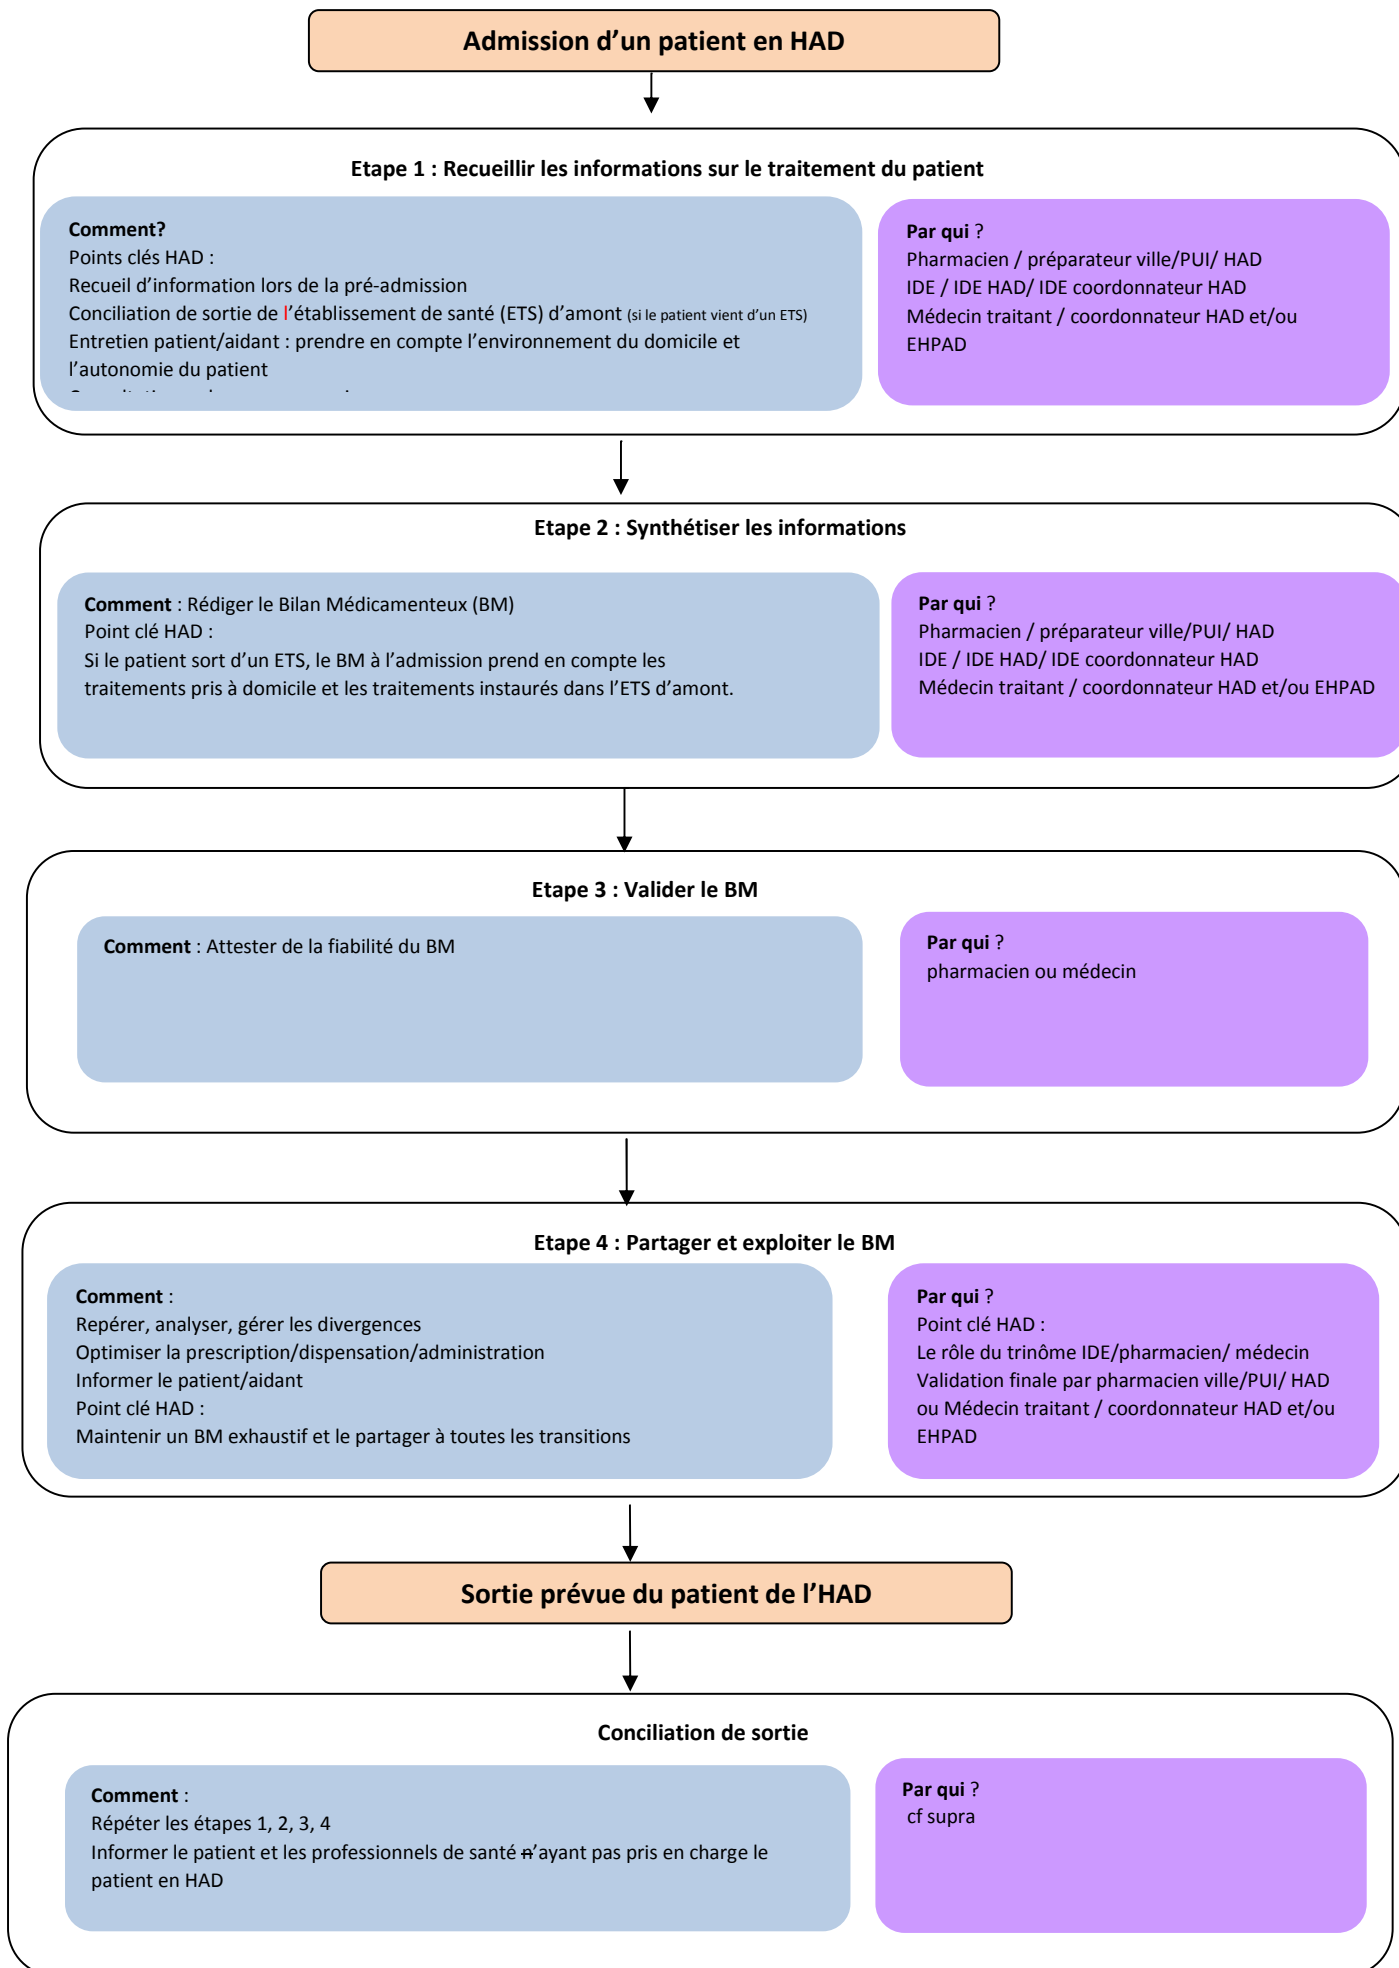 Admission d’un patient en HAD
Etape 1 : Recueillir les informations sur le traitement du patient
Comment?
Points clés HAD :
Recueil d’information lors de la pré-admission
Conciliation de sortie de l’établissement de santé (ETS) d’amont (si le patient vient d’un ETS)
Entretien patient/aidant : prendre en compte l’environnement du domicile et
l’autonomie du patient
Par qui ?
Pharmacien / préparateur ville/PUI/ HAD
IDE / IDE HAD/ IDE coordonnateur HAD
Médecin traitant / coordonnateur HAD et/ou
EHPAD
Etape 2 : Synthétiser les informations
Comment : Rédiger le Bilan Médicamenteux (BM)
Point clé HAD :
Si le patient sort d’un ETS, le BM à l’admission prend en compte les
traitements pris à domicile et les traitements instaurés dans l’ETS d’amont.
Par qui ?
Pharmacien / préparateur ville/PUI/ HAD
IDE / IDE HAD/ IDE coordonnateur HAD
Médecin traitant / coordonnateur HAD et/ou EHPAD
Etape 3 : Valider le BM
Comment : Attester de la fiabilité du BM
Par qui ?
pharmacien ou médecin
Etape 4 : Partager et exploiter le BM
Comment :
Repérer, analyser, gérer les divergences
Optimiser la prescription/dispensation/administration
Informer le patient/aidant
Point clé HAD :
Maintenir un BM exhaustif et le partager à toutes les transitions
Par qui ?
Point clé HAD :
Le rôle du trinôme IDE/pharmacien/ médecin
Validation finale par pharmacien ville/PUI/ HAD
ou Médecin traitant / coordonnateur HAD et/ou
EHPAD
Sortie prévue du patient de l’HAD
Conciliation de sortie
Comment :
Répéter les étapes 1, 2, 3, 4
Informer le patient et les professionnels de santé n’ayant pas pris en charge le
patient en HAD
Par qui ?
cf supra